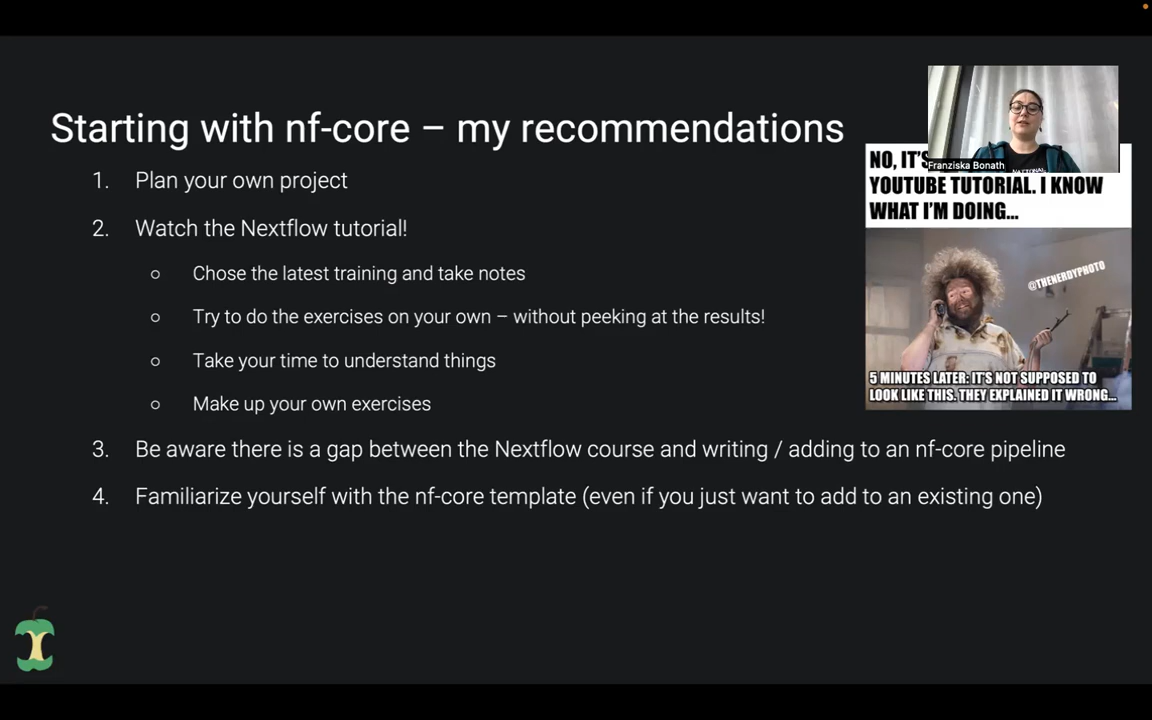 Starting with nf-core – my recommendations
1. Plan your own project
2. Watch the Nextflow tutorial!
○ Chose the latest training and take notes
○ Try to do the exercises on your own – without peeking at the results!
○ Take your time to understand things
○ Make up your own exercises
3. Be aware there is a gap between the Nextflow course and writing / adding to an nf-core pipeline
4. Familiarize yourself with the nf-core template (even if you just want to add to an existing one)
Franziska Bonath
NO, IT'S
YOUTUBE TUTORIAL. I KNOW
WHAT I'M DOING...
@THENERDYPHOTO
5 MINUTES LATER: IT'S NOT SUPPOSED TO
LOOK LIKE THIS. THEY EXPLAINED IT WRONG...